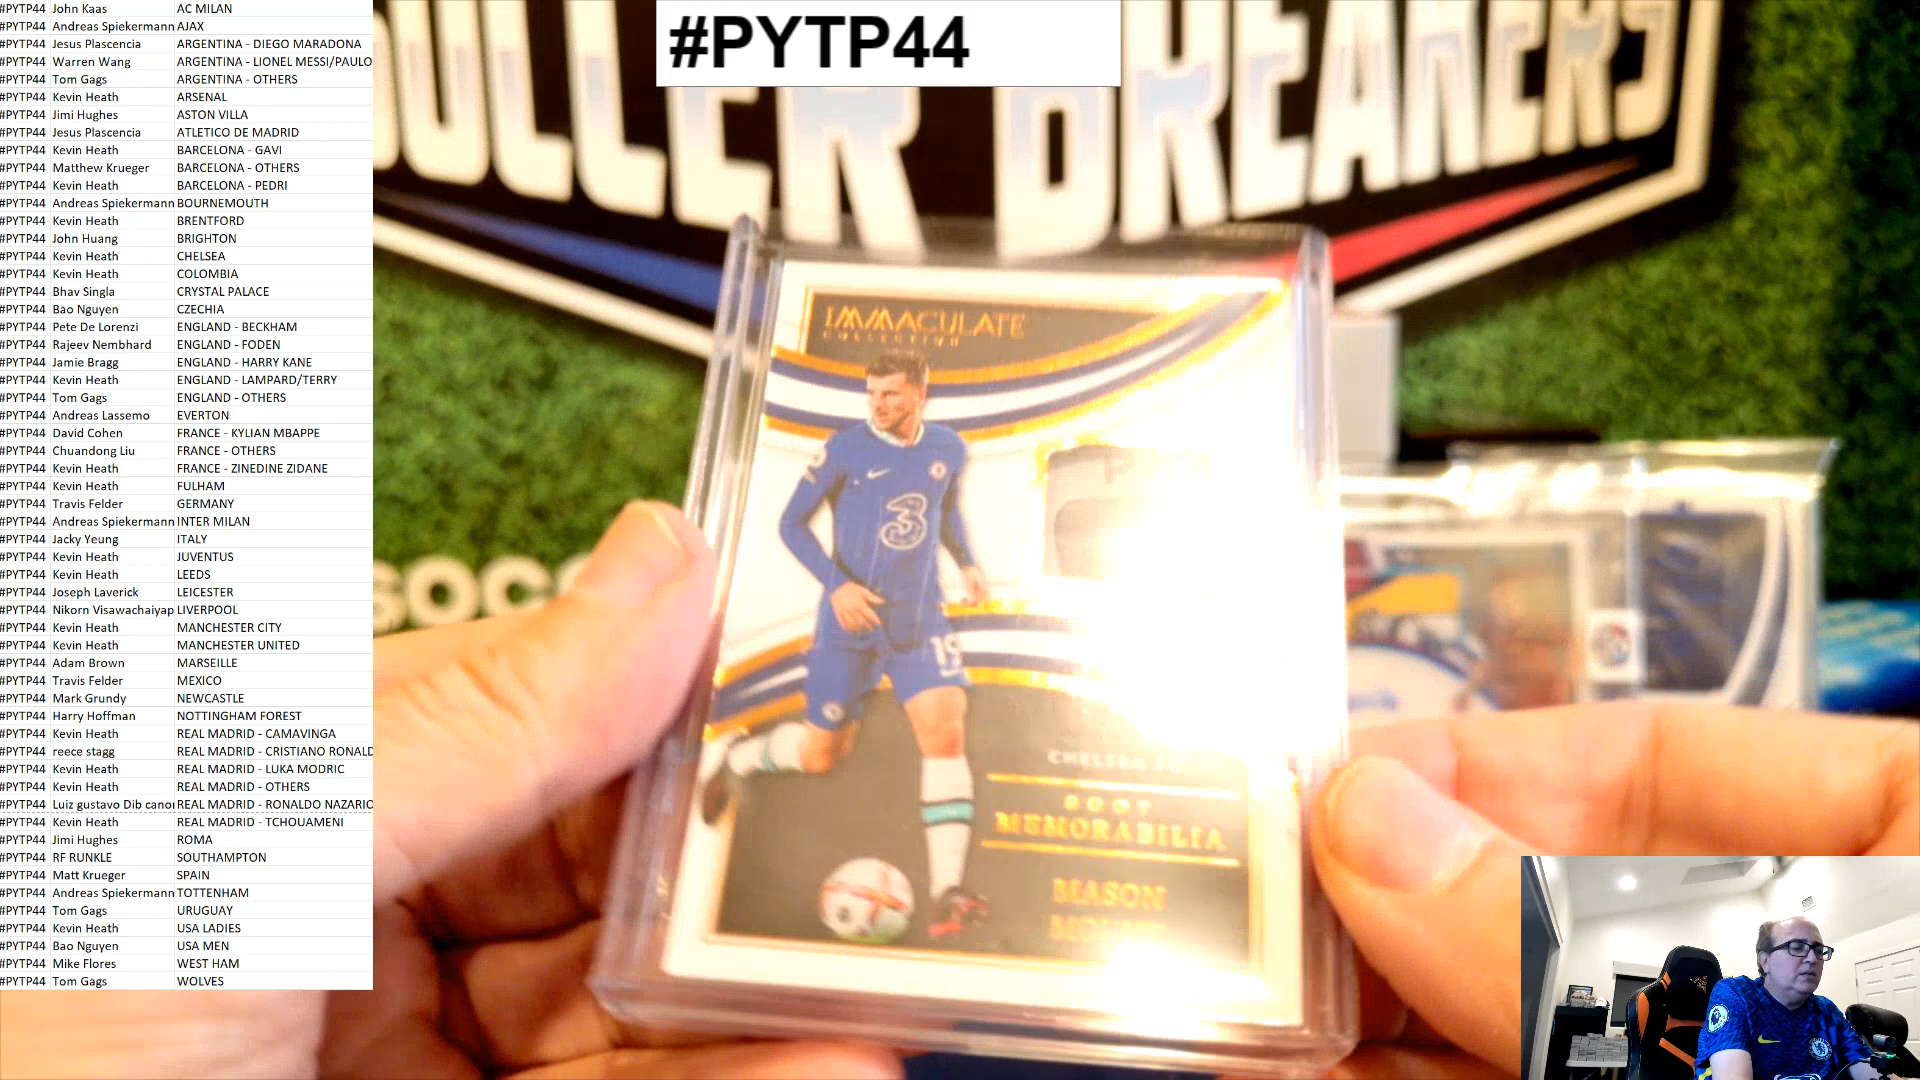 #PYTP44 John Kaas AC MILAN
#PYTP44 Andreas Spiekermann AJAX
#PYTP44 Jesus Plascencia ARGENTINA - DIEGO MARADONA
#PYTP44 Warren Wang ARGENTINA - LIONEL MESSI/PAULO
#PYTP44 Tom Gags ARGENTINA - OTHERS
#PYTP44 Kevin Heath ARSENAL
#PYTP44 Jimi Hughes ASTON VILLA
#PYTP44 Jesus Plascencia ATLETICO DE MADRID
#PYTP44 Kevin Heath BARCELONA - GAVI
#PYTP44 Matthew Krueger BARCELONA - OTHERS
#PYTP44 Kevin Heath BARCELONA - PEDRI
#PYTP44 Andreas Spiekermann BOURNEMOUTH
#PYTP44 Kevin Heath BRENTFORD
#PYTP44 John Huang BRIGHTON
#PYTP44 Kevin Heath CHELSEA
#PYTP44 Kevin Heath COLOMBIA
#PYTP44 Bhav Singla CRYSTAL PALACE
#PYTP44 Bao Nguyen CZECHIA
#PYTP44 Pete De Lorenzi ENGLAND - BECKHAM
#PYTP44 Rajeev Nembhard ENGLAND - FODEN
#PYTP44 Jamie Bragg ENGLAND - HARRY KANE
#PYTP44 Kevin Heath ENGLAND - LAMPARD/TERRY
#PYTP44 Tom Gags ENGLAND - OTHERS
#PYTP44 Andreas Lassemo EVERTON
#PYTP44 David Cohen FRANCE - KYLIAN MBAPPE
#PYTP44 Chuandong Liu FRANCE - OTHERS
#PYTP44 Kevin Heath FRANCE - ZINEDINE ZIDANE
#PYTP44 Kevin Heath FULHAM
#PYTP44 Travis Felder GERMANY
#PYTP44 Andreas Spiekermann INTER MILAN
#PYTP44 Jacky Yeung ITALY
#PYTP44 Kevin Heath JUVENTUS
#PYTP44 Kevin Heath LEEDS
#PYTP44 Joseph Laverick LEICESTER
#PYTP44 Nikorn Visawachaiyap LIVERPOOL
#PYTP44 Kevin Heath MANCHESTER CITY
#PYTP44 Kevin Heath MANCHESTER UNITED
#PYTP44 Adam Brown MARSEILLE
#PYTP44 Travis Felder MEXICO
#PYTP44 Mark Grundy NEWCASTLE
#PYTP44 Harry Hoffman NOTTINGHAM FOREST
#PYTP44 Kevin Heath REAL MADRID - CAMAVINGA
#PYTP44 reece stagg REAL MADRID - CRISTIANO RONALD
#PYTP44 Kevin Heath REAL MADRID - LUKA MODRIC
#PYTP44 Kevin Heath REAL MADRID - OTHERS
#PYTP44 Luiz gustavo Dib canon REAL MADRID - RONALDO NAZARIO
#PYTP44 Kevin Heath REAL MADRID - TCHOUAMENI
#PYTP44 Jimi Hughes ROMA
#PYTP44 RF RUNKLE SOUTHAMPTON
#PYTP44 Matt Krueger SPAIN
#PYTP44 Andreas Spiekermann TOTTENHAM
#PYTP44 Tom Gags URUGUAY
#PYTP44 Kevin Heath USA LADIES
#PYTP44 Bao Nguyen USA MEN
#PYTP44 Mike Flores WEST HAM
#PYTP44 Tom Gags WOLVES
#PYTP44
SOCCER BREAKERS
SOC
IMMACULATE
COLLECTION
3
19
CHELSEA
BOOT
MEMORABILIA
MASON
MOUNT